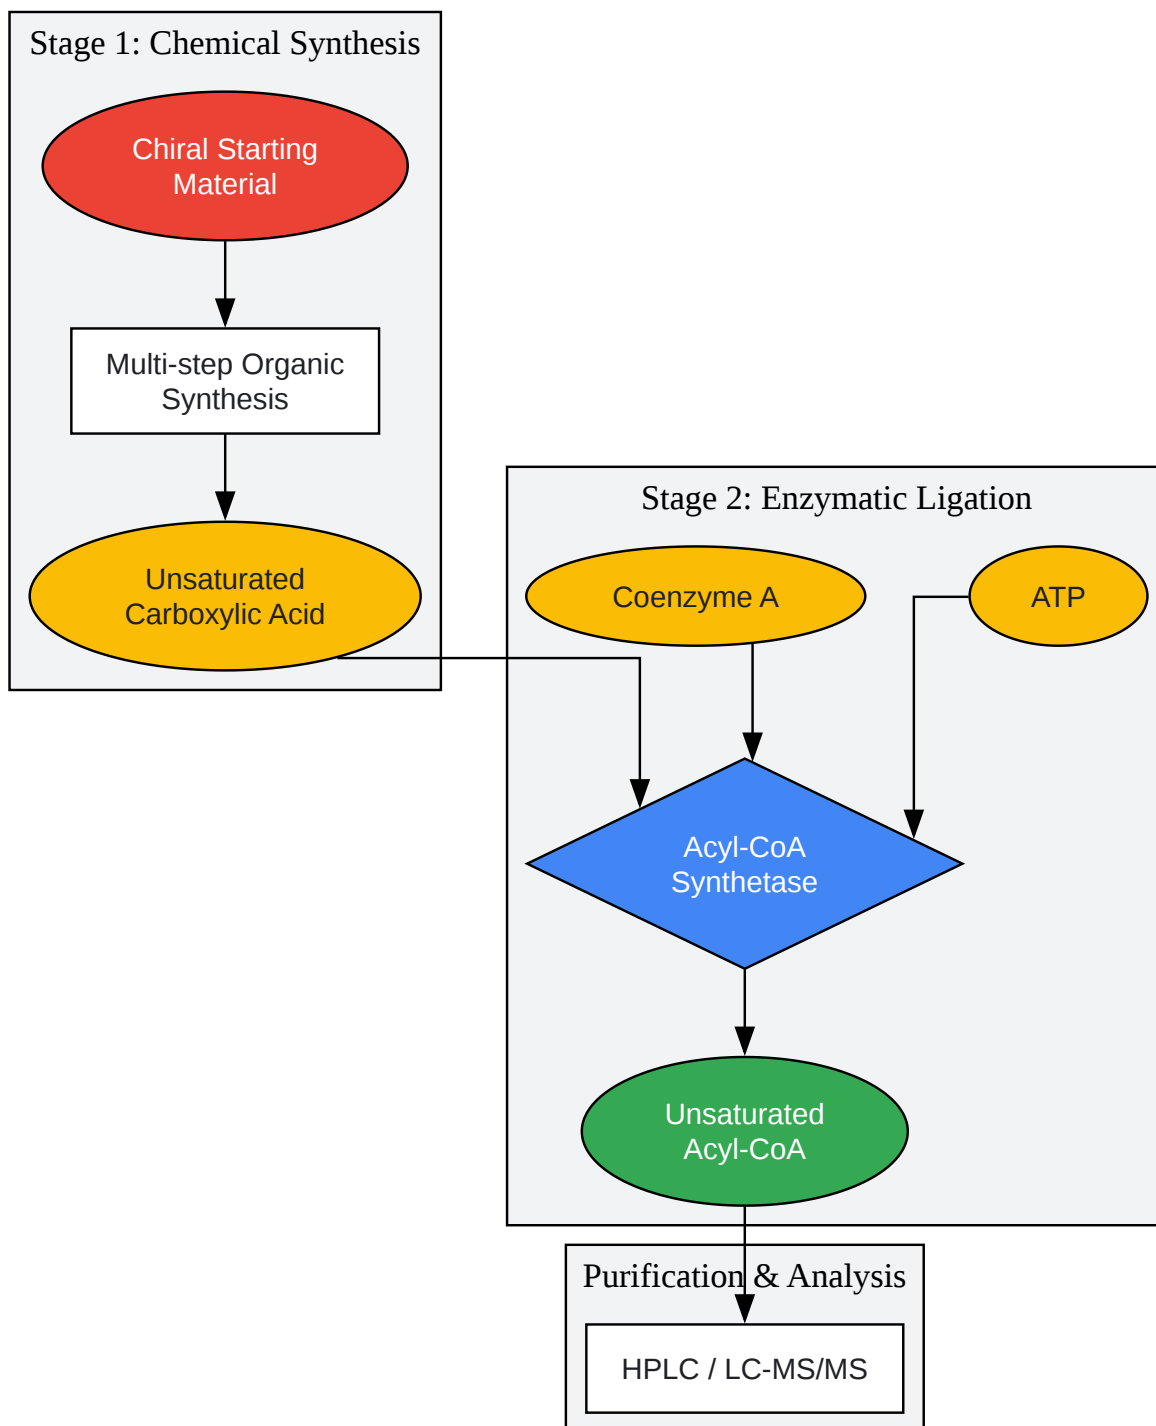 Stage 1: Chemical Synthesis
Chiral Starting
Material
Multi-step Organic
Synthesis
Unsaturated
Carboxylic Acid
Stage 2: Enzymatic Ligation
Coenzyme A
ATP
Acyl-CoA
Synthetase
Unsaturated
Acyl-CoA
Purification & Analysis
HPLC / LC-MS/MS